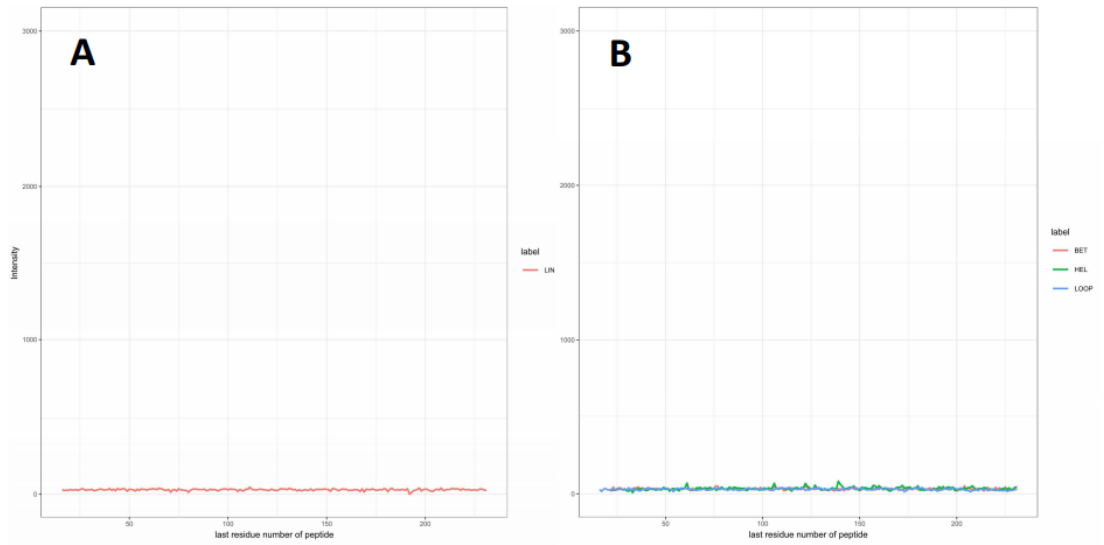 A
3000
2000
1000
0
Intensity
50
100
150
200
last residue number of peptide
label
LIN
B
3000
2000
1000
0
50
100
150
200
last residue number of peptide
label
BET
HEL
LOOP